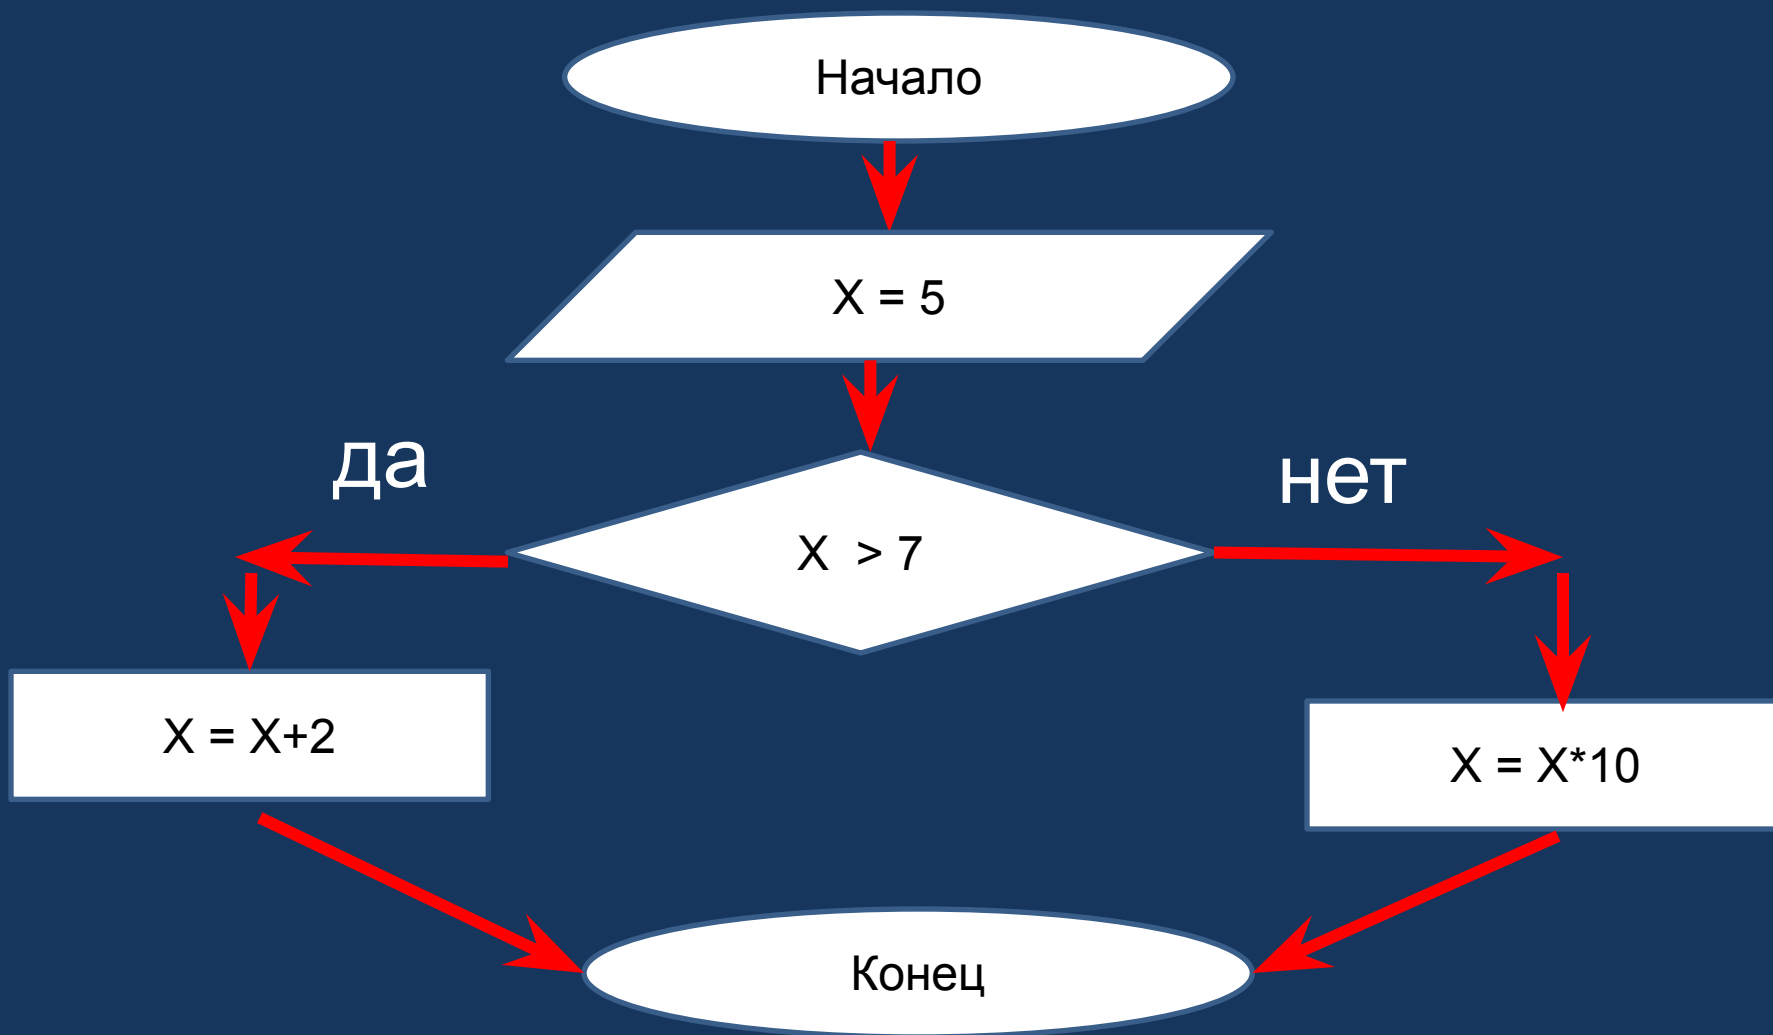 Начало
X = 5
да
нет
X  > 7
X = X+2
X = X*10
Конец